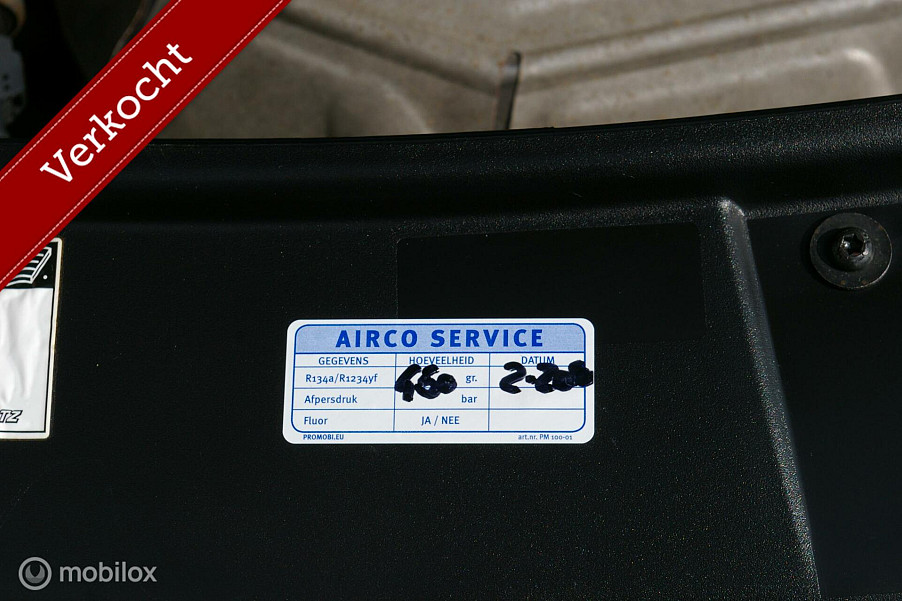 Verkocht
AIRCO SERVICE
GEGEVENS HOEVEELHEID DATUM
R134a/R1234yf gr.
Afpersdruk bar
Fluor JA / NEE
PROMOBI.EU art.nr. PM 100-01
TZ
mobilox